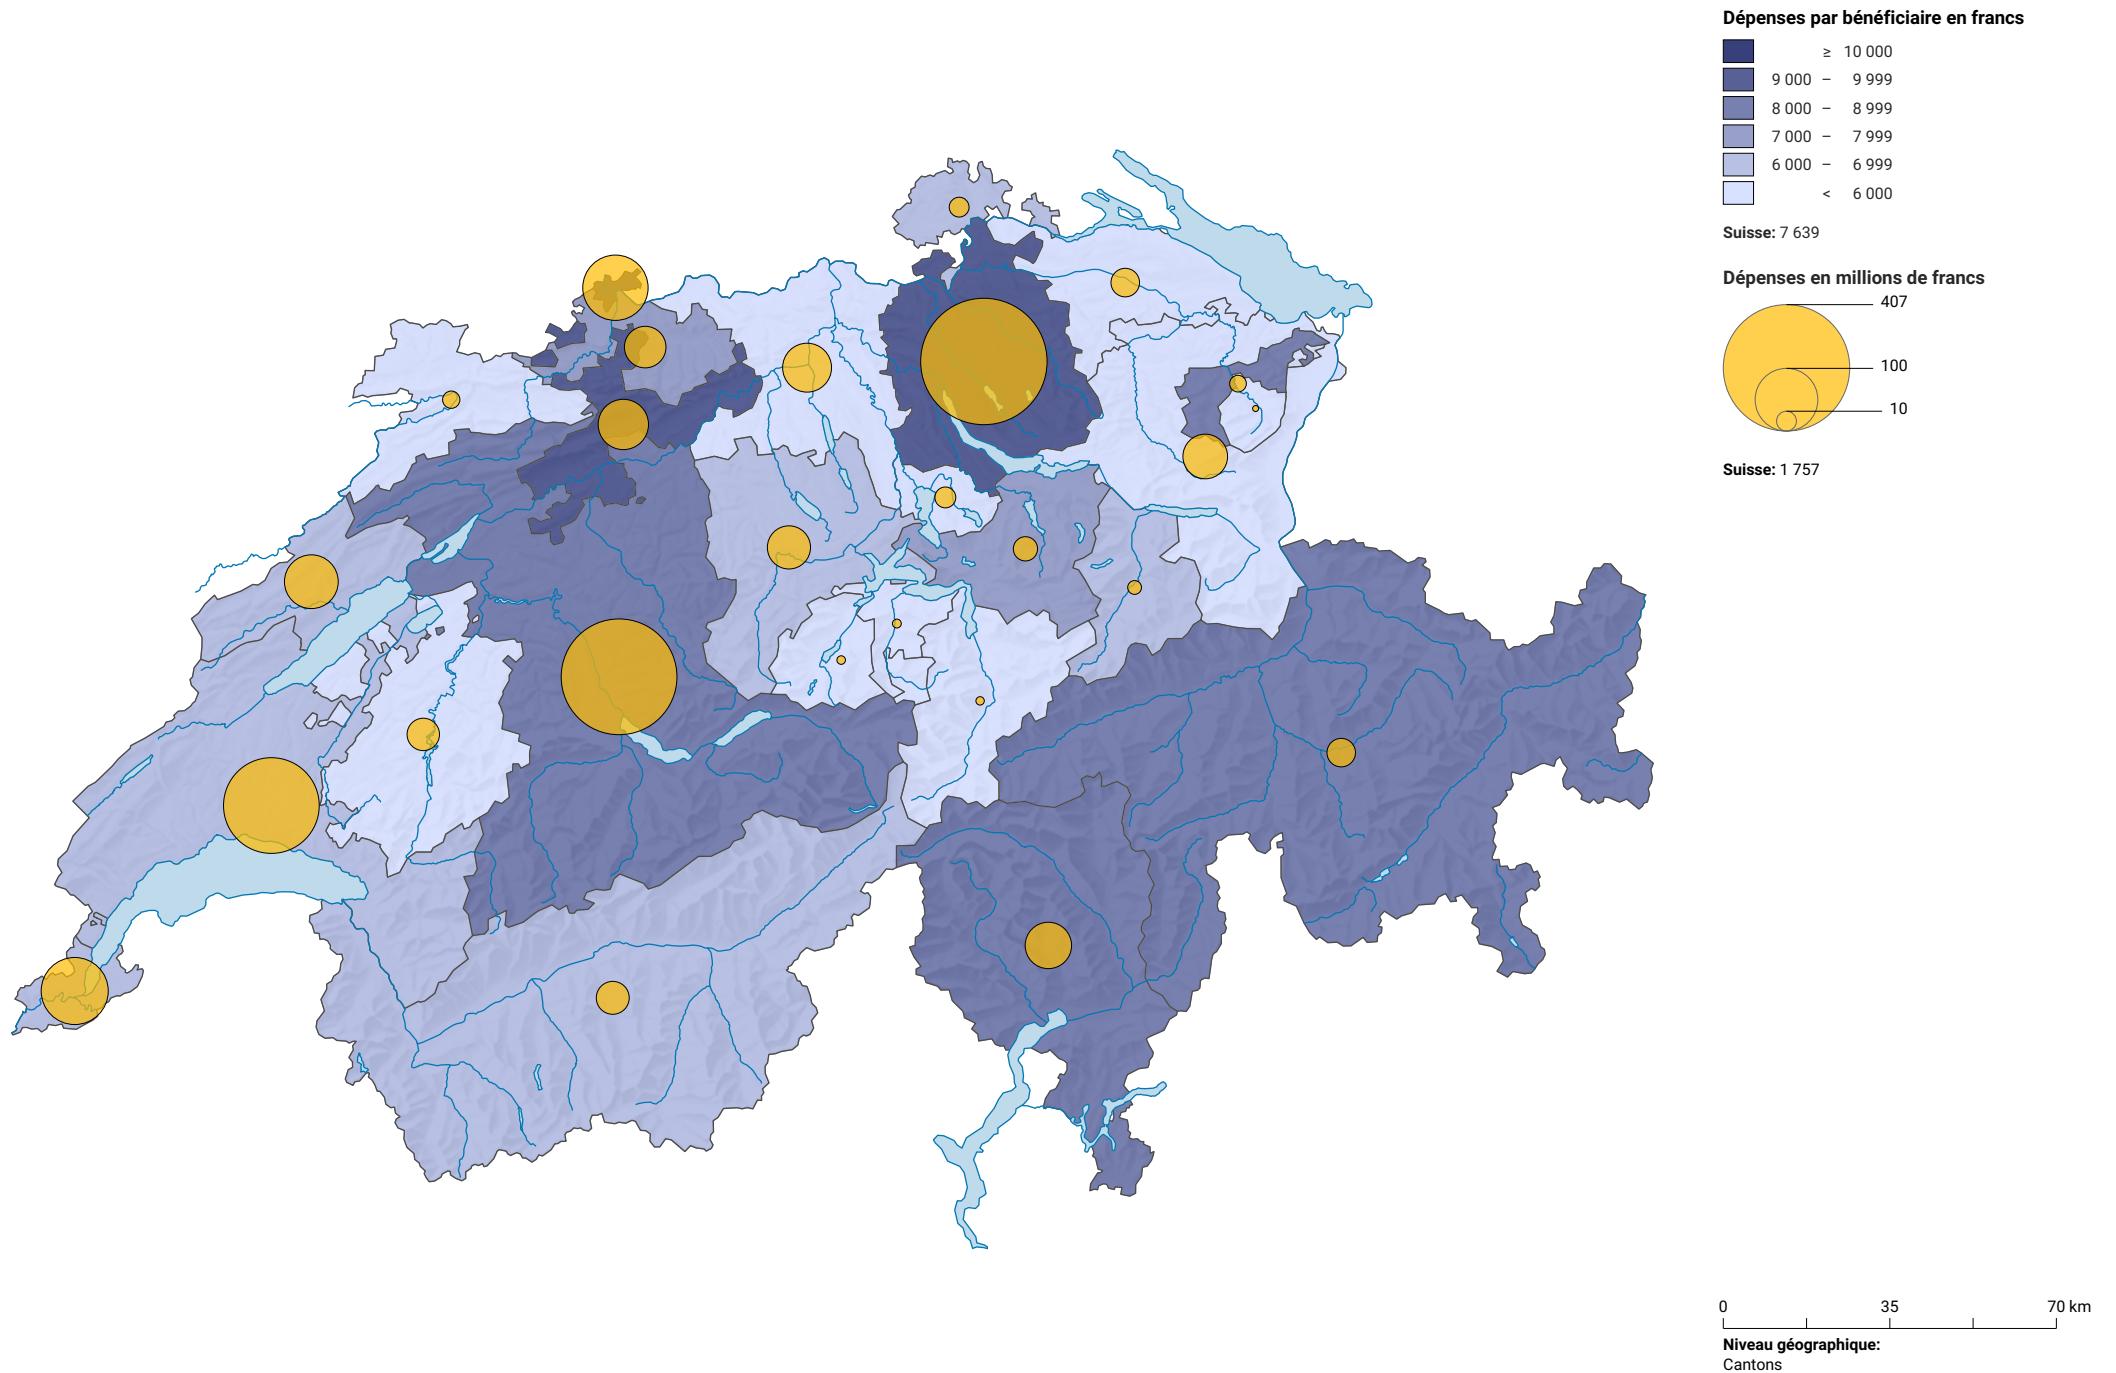 Dépenses par bénéficiaire en francs
≥ 10 000
9 000 – 9 999
8 000 – 8 999
7 000 – 7 999
6 000 – 6 999
< 6 000
Suisse: 7 639
Dépenses en millions de francs
407
100
10
Suisse: 1 757
0 35 70 km
Niveau géographique:
Cantons